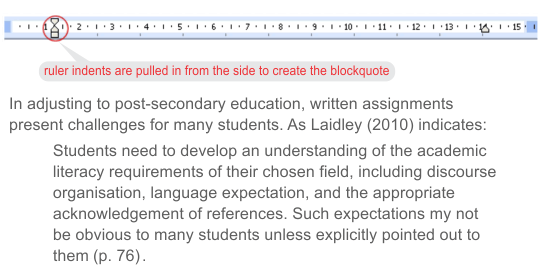 1 2 3 4 5 6 7 8 9 10 11 12 13 14 15
ruler indents are pulled in from the side to create the blockquote
In adjusting to post-secondary education, written assignments
present challenges for many students. As Laidley (2010) indicates:
Students need to develop an understanding of the academic
literacy requirements of their chosen field, including discourse
organisation, language expectation, and the appropriate
acknowledgement of references. Such expectations my not
be obvious to many students unless explicitly pointed out to
them (p. 76).